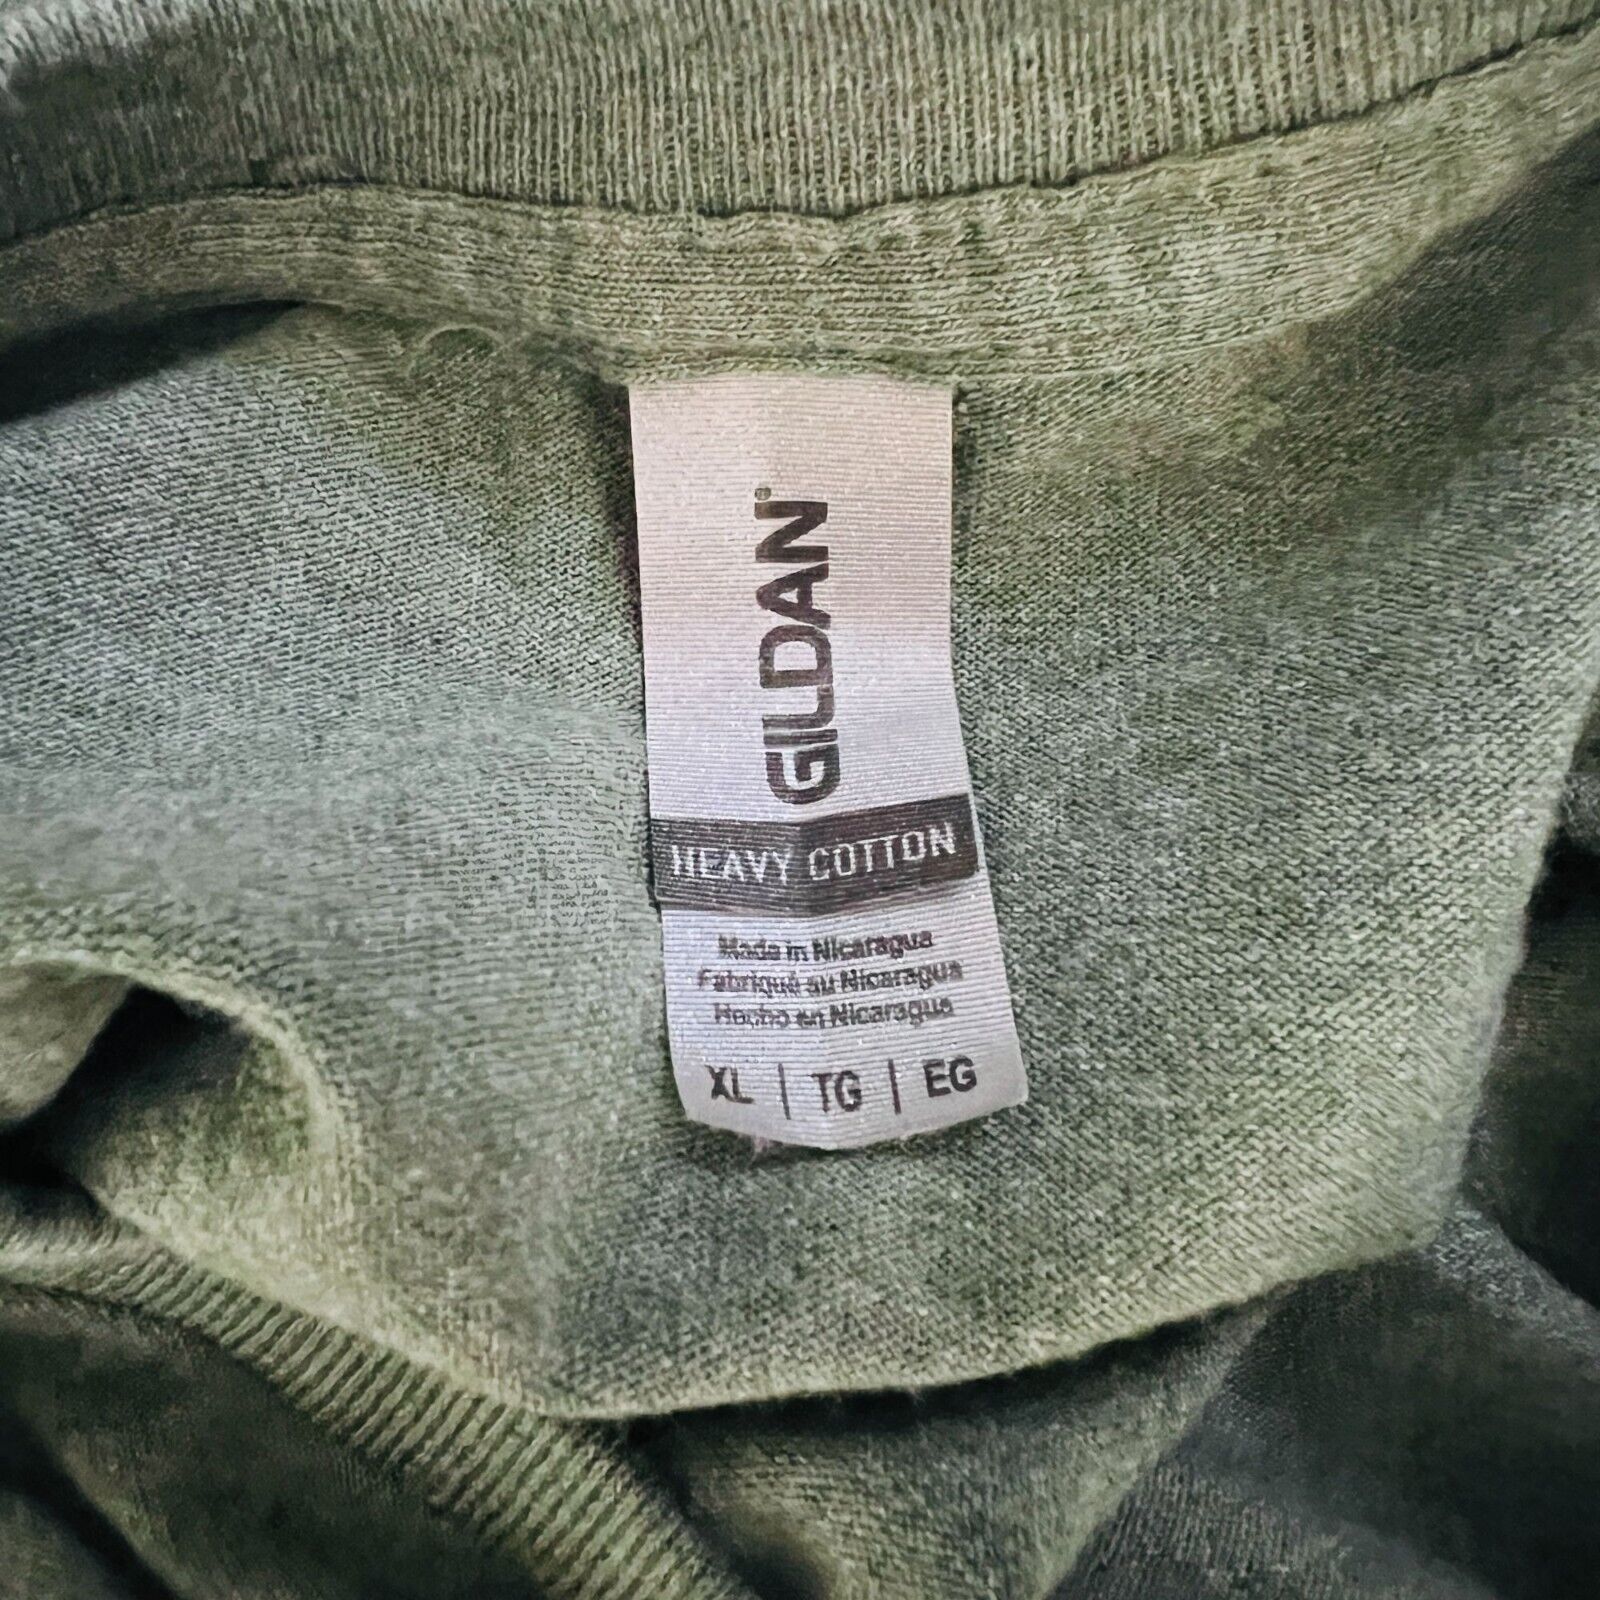 GILDAN®
HEAVY COTTON
Made in Nicaragua
Fabriqué au Nicaragua
Hecho en Nicaragua
XL | TG | EG